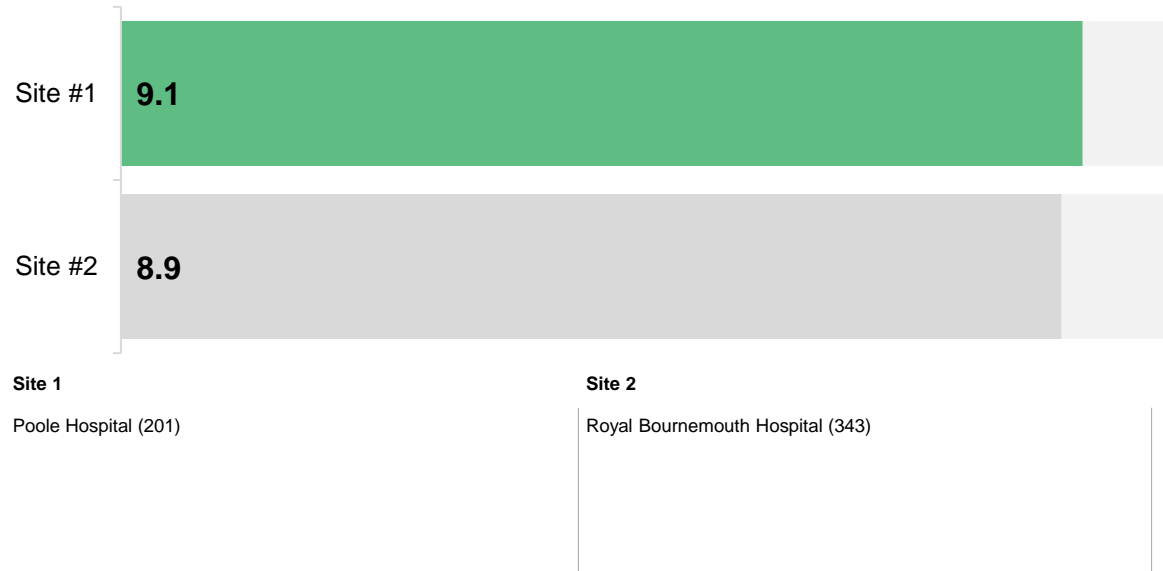 Site #1
9.1
Site #2
8.9
Site 1
Site 2
Poole Hospital (201)
Royal Bournemouth Hospital (343)